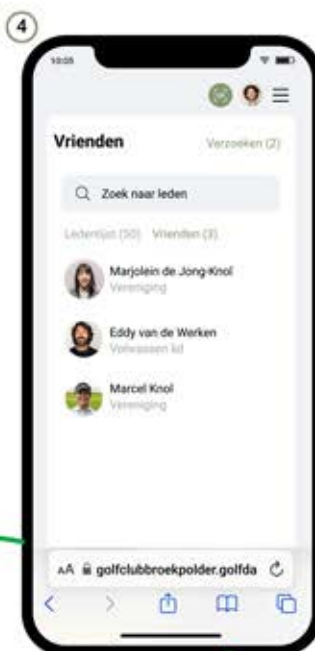 4
10:05
Vrienden
Verzoeken (2)
Zoek naar leden
Ledenlijst (50) Vrienden (3)
Marjolein de Jong-Knol
Vereniging
Eddy van de Werken
Volwassen lid
Marcel Knol
Vereniging
AA golfclubbroekpolder.golfda